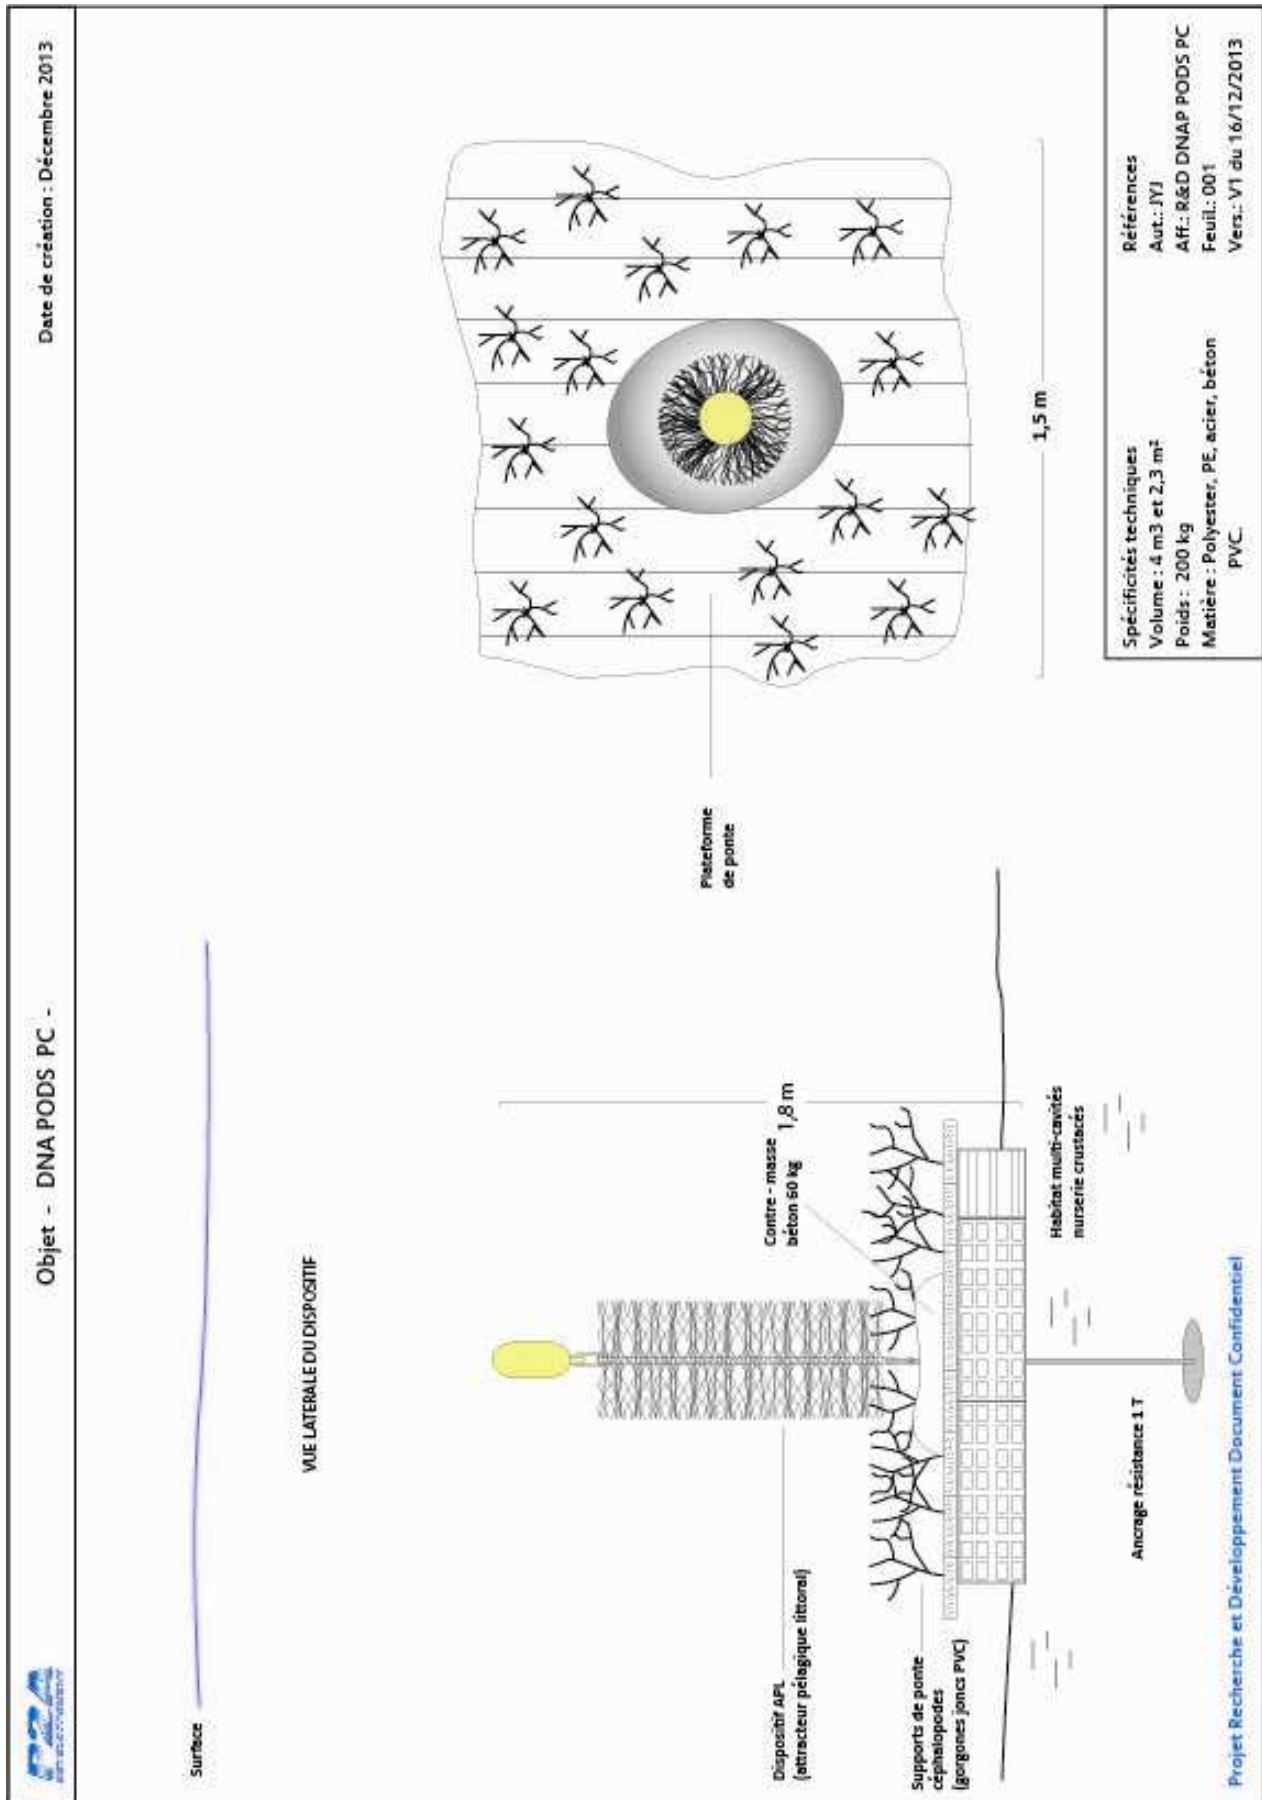 Objet - DNA PODS PC -
Date de création : Décembre 2013
Surface
VUE LATERALE DU DISPOSITIF
Dispositif APL
(attracteur pélagique littoral)
Contre - masse
béton 60 kg
1,8 m
Supports de ponte
céphalopodes
(gorgones joncs PVC)
Habitat multi-cavités
nurserie crustacés
Ancrage résistance 1 T
Plateforme
de ponte
1,5 m
Projet Recherche et Développement Document Confidentiel
Spécificités techniques
Volume : 4 m3 et 2,3 m²
Poids : 200 kg
Matière : Polyester, PE, acier, béton
PVC.
Références
Aut.: JYJ
Aff.: R&D DNAP PODS PC
Feuil.: 001
Vers.: V1 du 16/12/2013